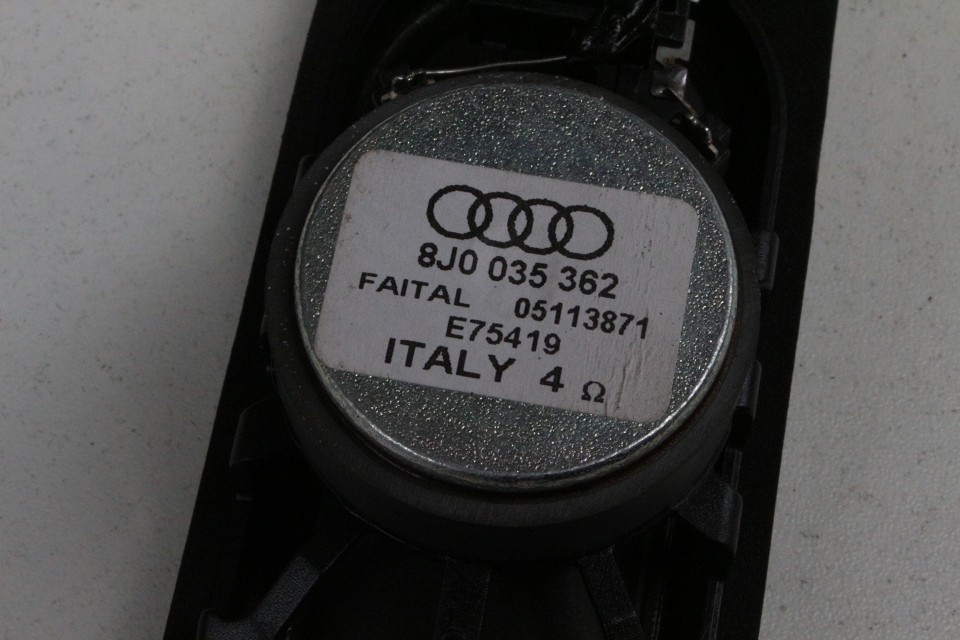 8J0 035 362
FAITAL 05113871
E75419
ITALY 4 Ω